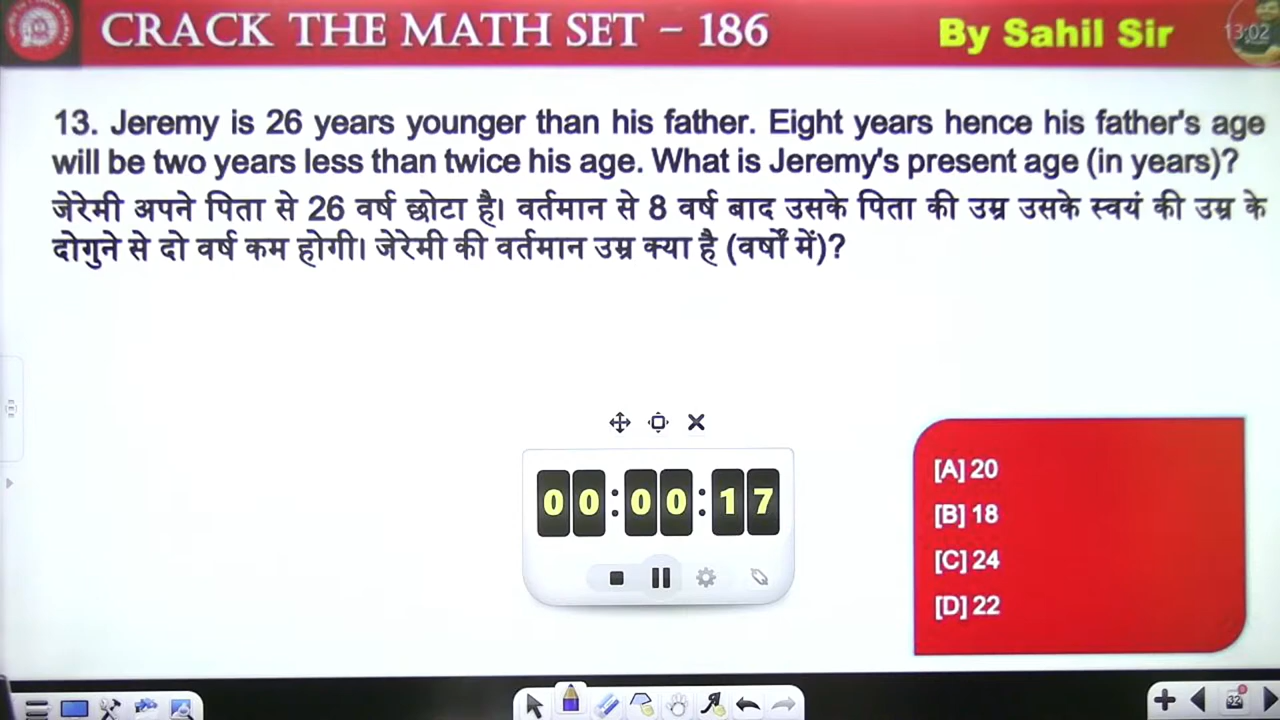 CRACK THE MATH SET – 186
By Sahil Sir
13:02
13. Jeremy is 26 years younger than his father. Eight years hence his father's age
will be two years less than twice his age. What is Jeremy's present age (in years)?
जेरेमी अपने पिता से 26 वर्ष छोटा है। वर्तमान से 8 वर्ष बाद उसके पिता की उम्र उसके स्वयं की उम्र के
दोगुने से दो वर्ष कम होगी। जेरेमी की वर्तमान उम्र क्या है (वर्षों में)?
00:00:17
[A] 20
[B] 18
[C] 24
[D] 22
32